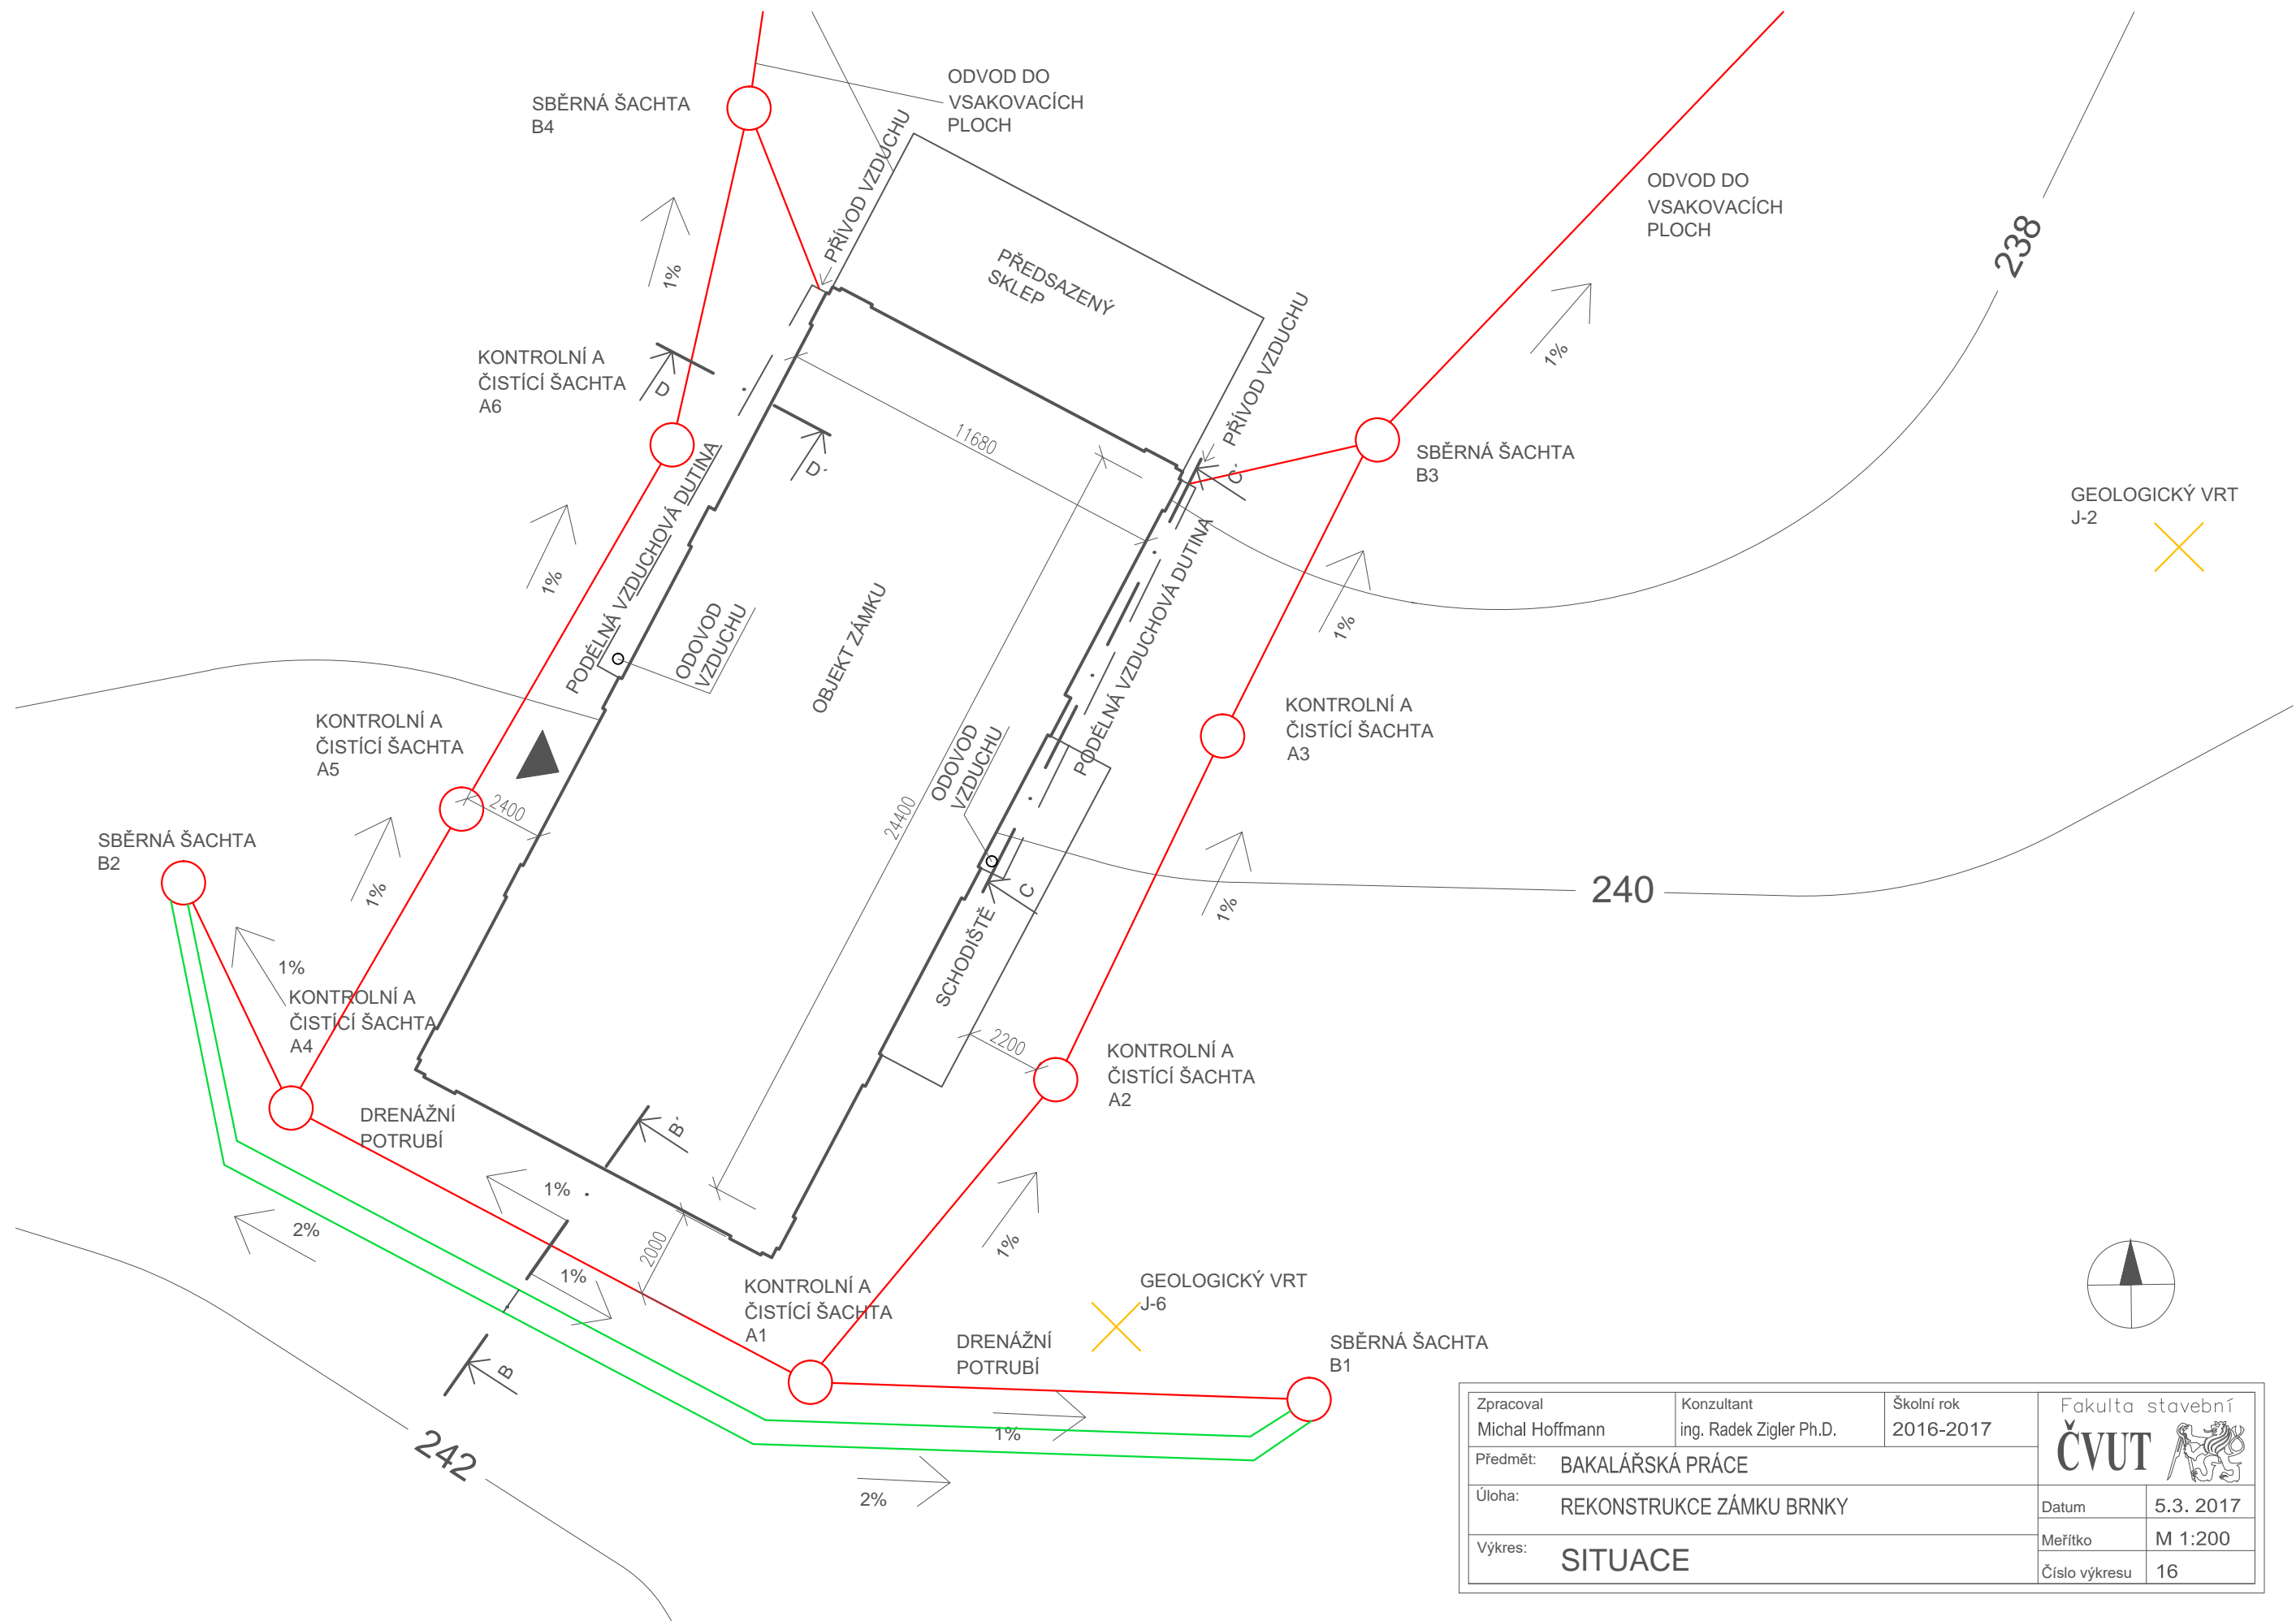 ODVOD DO
VSAKOVACÍCH
PLOCH
SBĚRNÁ ŠACHTA
B4
PŘÍVOD VZDUCHU
ODVOD DO
VSAKOVACÍCH
PLOCH
238
1%
PŘEDSAZENÝ
SKLEP
PŘÍVOD VZDUCHU
1%
KONTROLNÍ A
ČISTÍCÍ ŠACHTA
A6
D
D´
11680
C´
SBĚRNÁ ŠACHTA
B3
GEOLOGICKÝ VRT
J-2
PODÉLNÁ VZDUCHOVÁ DUTINA
1%
ODOVOD
VZDUCHU
OBJEKT ZÁMKU
PODÉLNÁ VZDUCHOVÁ DUTINA
1%
KONTROLNÍ A
ČISTÍCÍ ŠACHTA
A5
KONTROLNÍ A
ČISTÍCÍ ŠACHTA
A3
ODOVOD
VZDUCHU
2400
24400
SBĚRNÁ ŠACHTA
B2
1%
C
1%
240
SCHODIŠTĚ
1%
KONTROLNÍ A
ČISTÍCÍ ŠACHTA
A4
2200
KONTROLNÍ A
ČISTÍCÍ ŠACHTA
A2
DRENÁŽNÍ
POTRUBÍ
B´
1%
2%
2000
1%
1%
KONTROLNÍ A
ČISTÍCÍ ŠACHTA
A1
GEOLOGICKÝ VRT
J-6
DRENÁŽNÍ
POTRUBÍ
SBĚRNÁ ŠACHTA
B1
B
242
1%
2%
Zpracoval
Michal Hoffmann
Konzultant
ing. Radek Zigler Ph.D.
Školní rok
2016-2017
Fakulta stavební
ČVUT
Předmět: BAKALÁŘSKÁ PRÁCE
Úloha: REKONSTRUKCE ZÁMKU BRNKY
Datum 5.3. 2017
Meřítko M 1:200
Výkres: SITUACE
Číslo výkresu 16